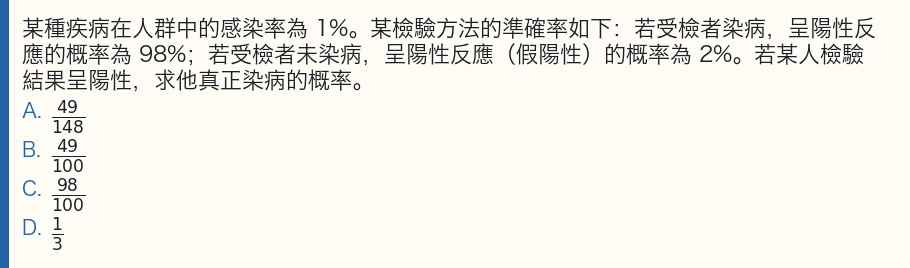 某種疾病在人群中的感染率為 1%。某檢驗方法的準確率如下：若受檢者染病，呈陽性反
應的概率為 98%；若受檢者未染病，呈陽性反應（假陽性）的概率為 2%。若某人檢驗
結果呈陽性，求他真正染病的概率。
A. \frac{49}{148}
B. \frac{49}{100}
C. \frac{98}{100}
D. \frac{1}{3}